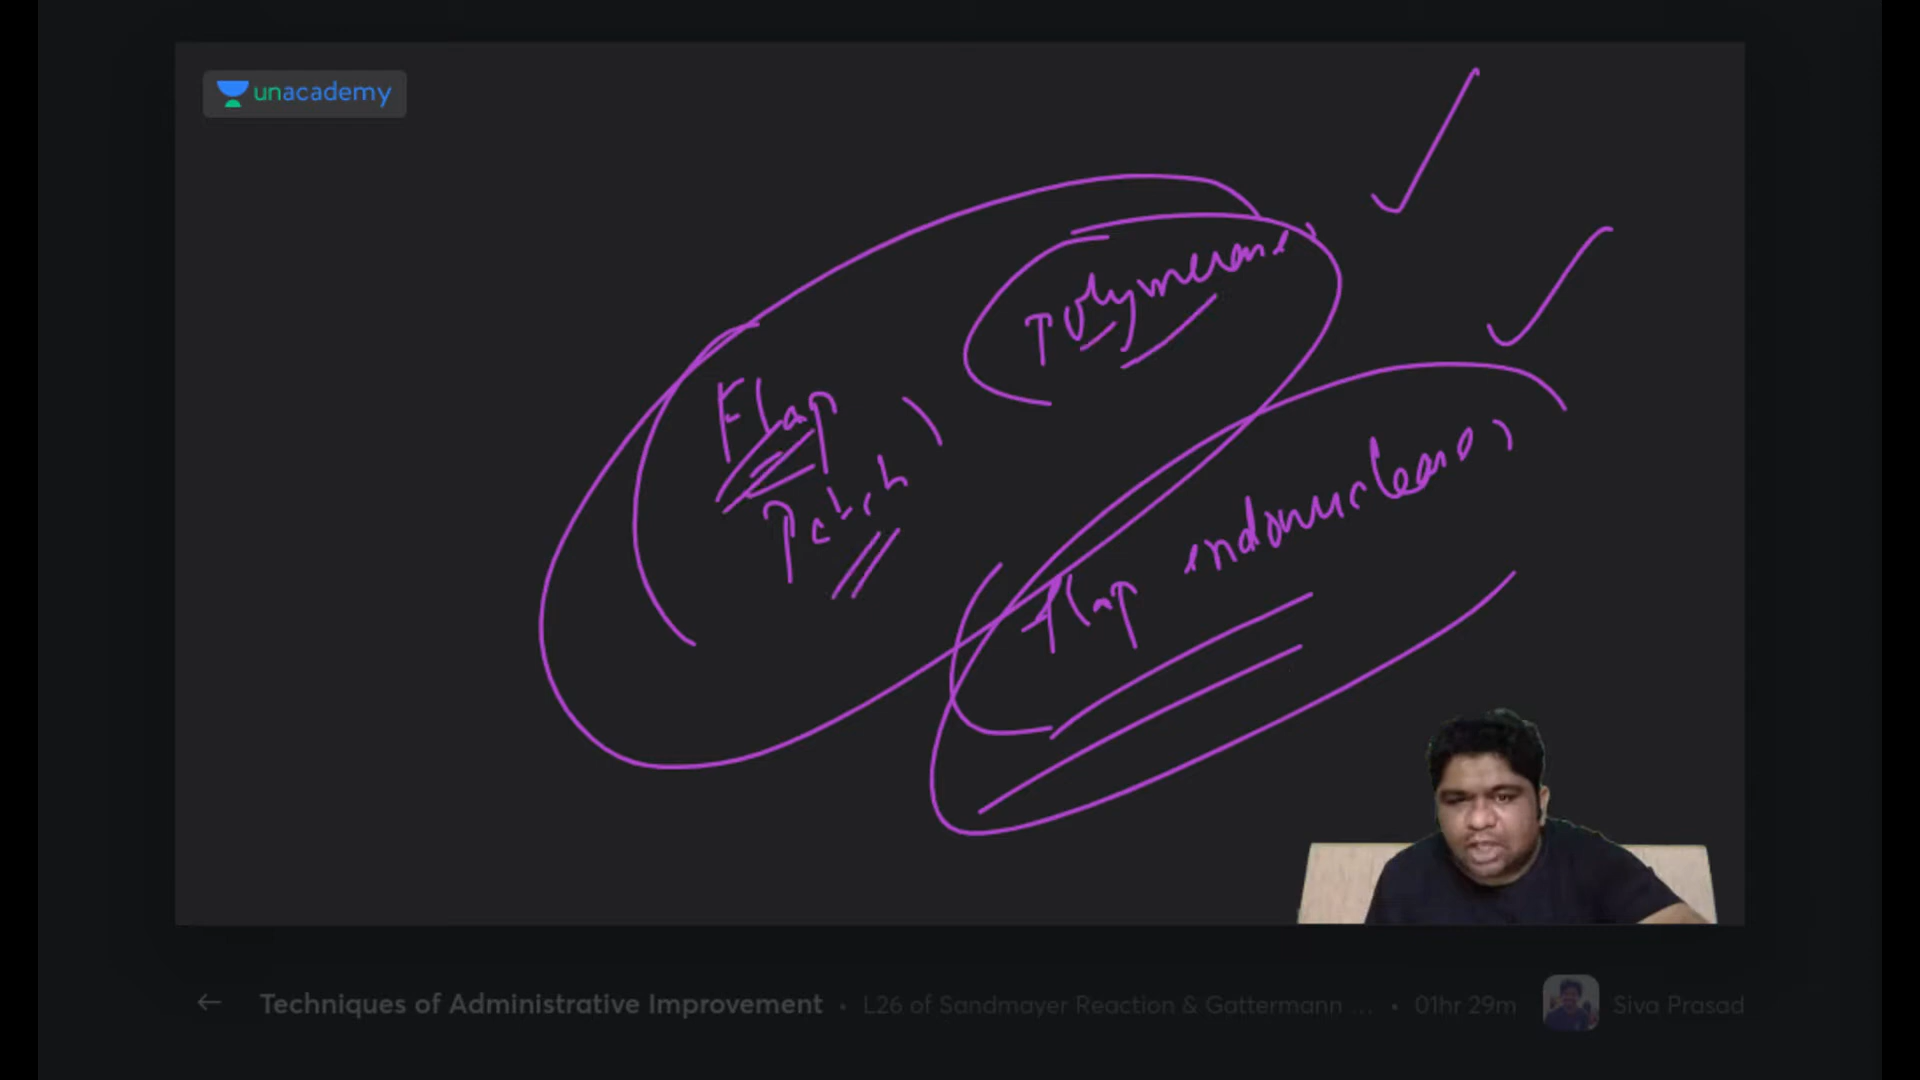 unacademy
Polymerase,
Flap
Patch,
Flap endonuclease,
← Techniques of Administrative Improvement • L26 of Sandmayer Reaction & Gattermann ... • 01hr 29m Siva Prasad